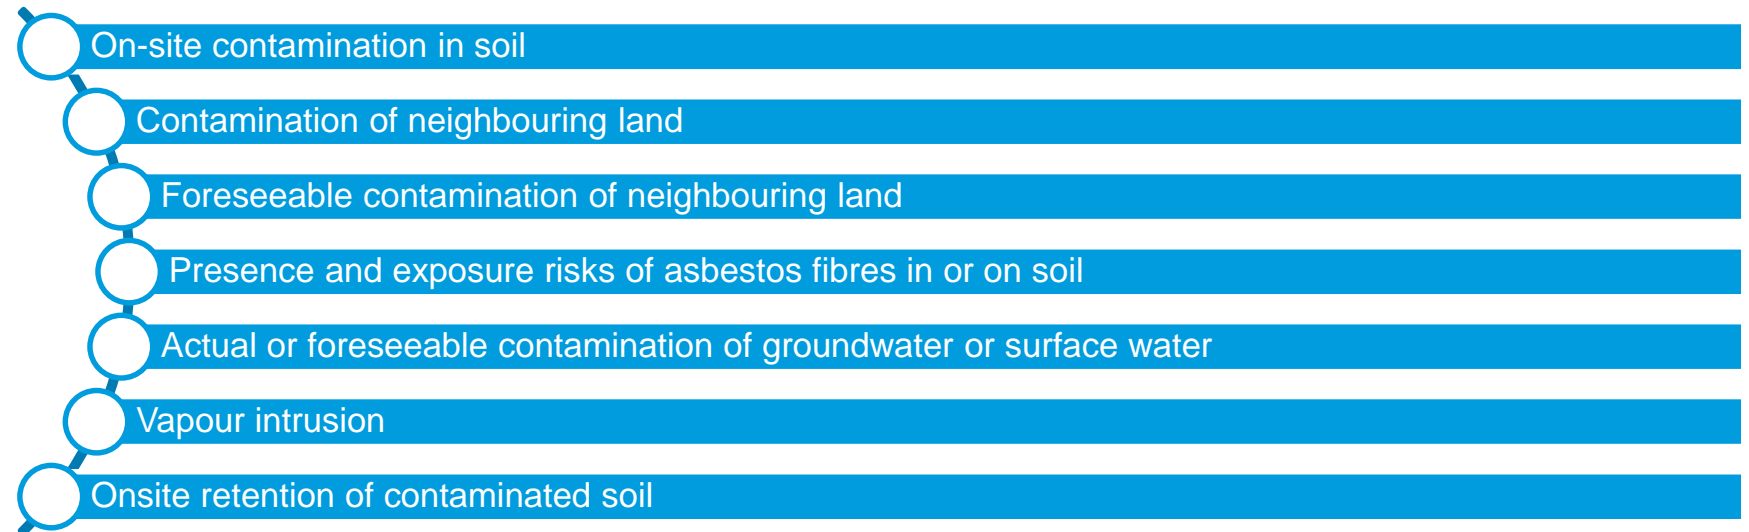 On-site contamination in soil
Contamination of neighbouring land
Foreseeable contamination of neighbouring land
Presence and exposure risks of asbestos fibres in or on soil
Actual or foreseeable contamination of groundwater or surface water
Vapour intrusion
Onsite retention of contaminated soil